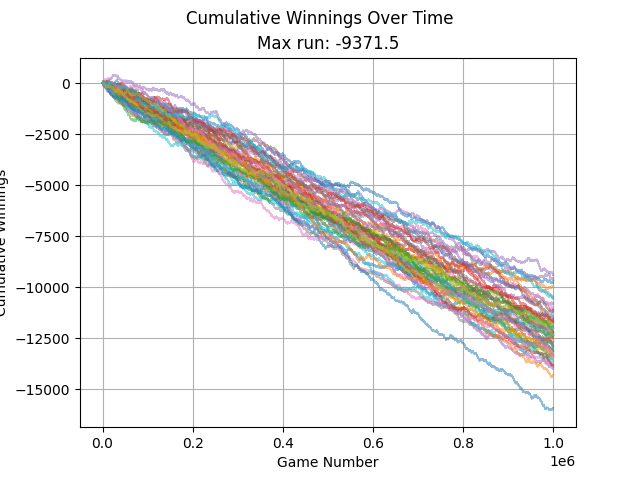 Cumulative Winnings Over Time
Max run: -9371.5
Cumulative Winnings
0
−2500
−5000
−7500
−10000
−12500
−15000
0.0 0.2 0.4 0.6 0.8 1.0
1e6
Game Number